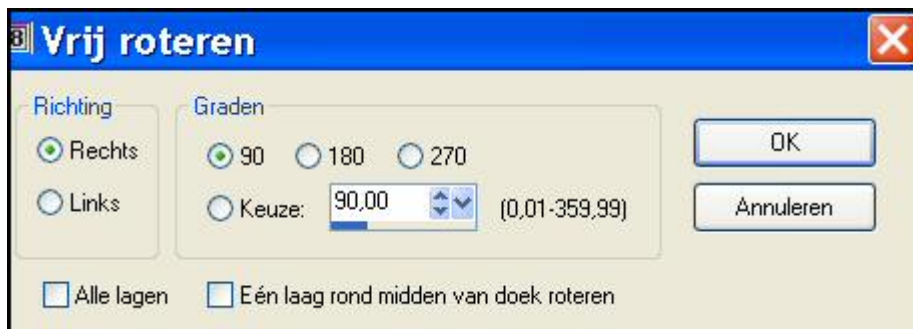 8 Vrij roteren
Richting
Graden
Rechts
90 180 270
OK
Links
Keuze: 90,00 (0,01-359,99)
Annuleren
Alle lagen
Eén laag rond midden van doek roteren